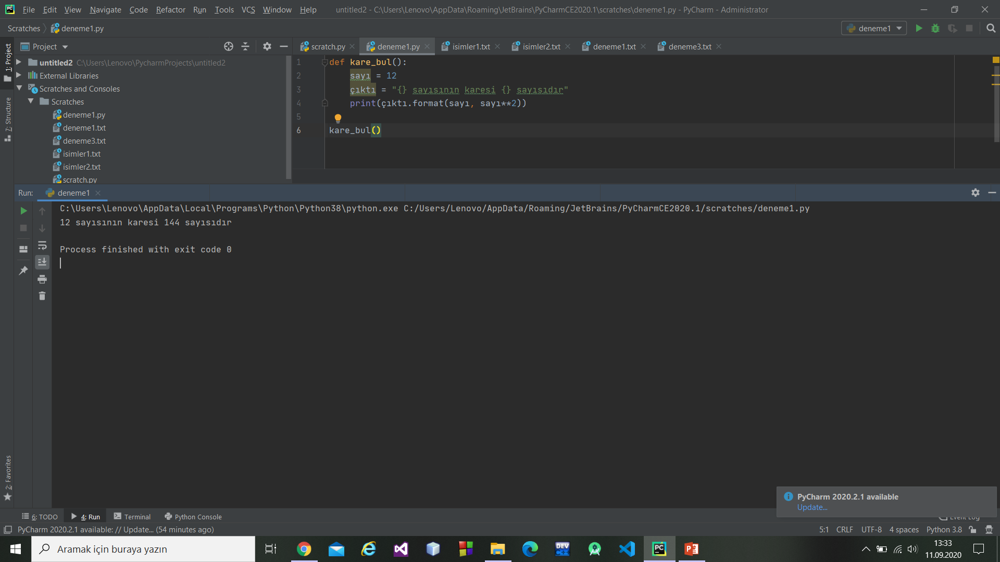 File Edit View Navigate Code Refactor Run Tools VCS Window Help untitled2 - C:\Users\Lenovo\AppData\Roaming\JetBrains\PyCharmCE2020.1\scratches\deneme1.py - PyCharm - Administrator
Scratches deneme1.py deneme1
1: Project
7: Structure
2: Favorites
Project
untitled2 C:\Users\Lenovo\PycharmProjects\untitled2
External Libraries
Scratches and Consoles
Scratches
deneme1.py
deneme1.txt
deneme3.txt
isimler1.txt
isimler2.txt
scratch.py
scratch.py deneme1.py isimler1.txt isimler2.txt deneme1.txt deneme3.txt
1 def kare_bul():
2 sayı = 12
3 çıktı = "{} sayısının karesi {} sayısıdır"
4 print(çıktı.format(sayı, sayı**2))
5
6 kare_bul()
Run: deneme1
C:\Users\Lenovo\AppData\Local\Programs\Python\Python38\python.exe C:/Users/Lenovo/AppData/Roaming/JetBrains/PyCharmCE2020.1/scratches/deneme1.py
12 sayısının karesi 144 sayısıdır
Process finished with exit code 0
PyCharm 2020.2.1 available
Update...
6: TODO 4: Run Terminal Python Console Event Log
PyCharm 2020.2.1 available: // Update... (54 minutes ago) 5:1 CRLF UTF-8 4 spaces Python 3.8
Aramak için buraya yazın
DEV C++
PC
P
13:33
11.09.2020